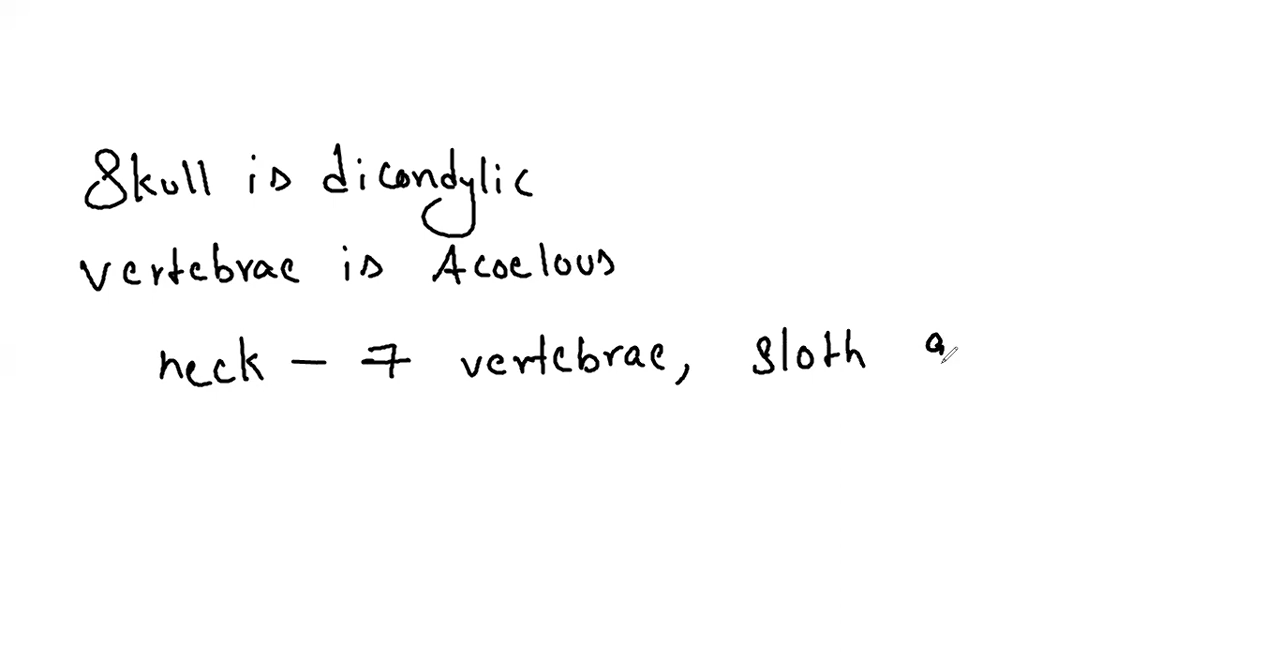 Skull is dicondylic
vertebrae is Acoelous
neck – 7 vertebrae, Sloth a